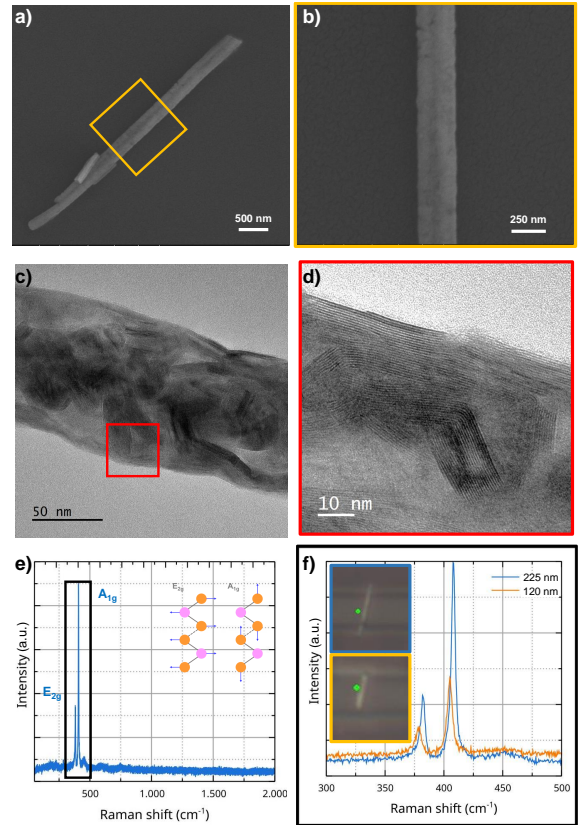 a)
500 nm
b)
250 nm
c)
50 nm
d)
10 nm
e)
A1g
E2g
E2g
A1g
Intensity (a.u.)
500
1.000
1.500
2.000
Raman shift (cm-1)
f)
225 nm
120 nm
Intensity (a.u.)
300
350
400
450
500
Raman shift (cm-1)